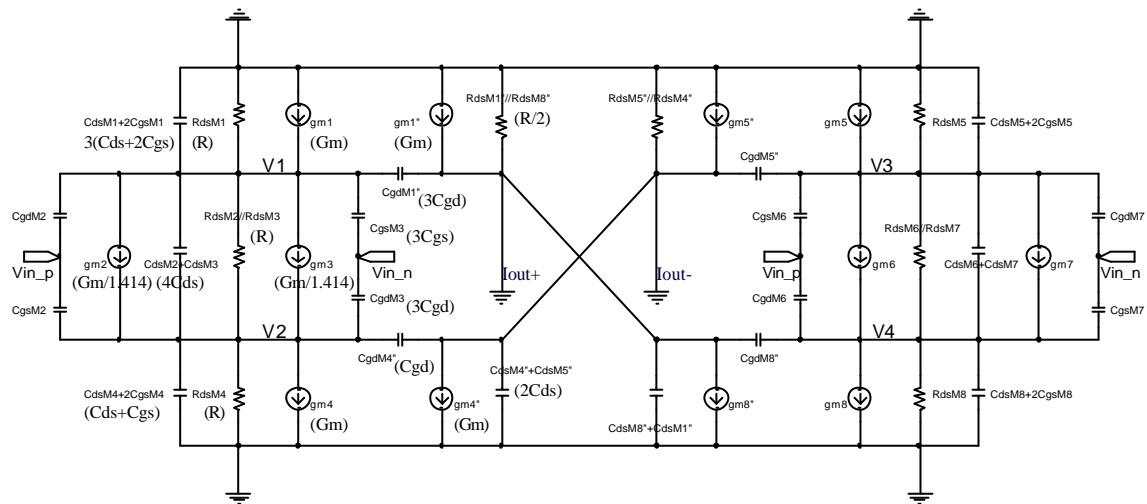 CdsM1+2CgsM1
3(Cds+2Cgs)
RdsM1
(R)
gm1
(Gm)
gm1"
(Gm)
RdsM1"//RdsM8"
(R/2)
RdsM5"//RdsM4"
gm5"
gm5
RdsM5
CdsM5+2CgsM5
V1
CgdM1"
(3Cgd)
CgdM5"
V3
CgdM2
Vin_p
CgsM2
gm2
(Gm/1.414)
CdsM2+CdsM3
(4Cds)
RdsM2//RdsM3
(R)
gm3
(Gm/1.414)
CgsM3
(3Cgs)
Vin_n
CgdM3
(3Cgd)
Iout+
Iout-
CgsM6
Vin_p
CgdM6
gm6
RdsM6//RdsM7
CdsM6+CdsM7
gm7
CgdM7
Vin_n
CgsM7
V2
CgdM4"
(Cgd)
CgdM8"
V4
CdsM4+2CgsM4
(Cds+Cgs)
RdsM4
(R)
gm4
(Gm)
gm4"
(Gm)
CdsM4"+CdsM5"
(2Cds)
CdsM8"+CdsM1"
gm8"
gm8
RdsM8
CdsM8+2CgsM8